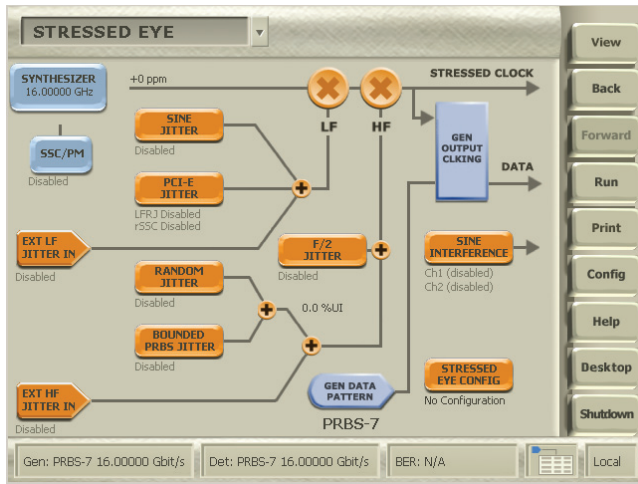 STRESSED EYE
View
SYNTHESIZER
16.00000 GHz
+0 ppm
STRESSED CLOCK
Back
LF
HF
SINE
JITTER
Disabled
GEN
OUTPUT
CLKING
Forward
SSC/PM
Disabled
DATA
PCI-E
JITTER
LFRJ Disabled
rSSC Disabled
Run
EXT LF
JITTER IN
Disabled
F/2
JITTER
Disabled
SINE
INTERFERENCE
Ch1 (disabled)
Ch2 (disabled)
Print
RANDOM
JITTER
Disabled
Config
0.0 %UI
BOUNDED
PRBS JITTER
Disabled
Help
GEN DATA
PATTERN
PRBS-7
STRESSED
EYE CONFIG
No Configuration
Desktop
EXT HF
JITTER IN
Disabled
Shutdown
Gen: PRBS-7 16.00000 Gbit/s
Det: PRBS-7 16.00000 Gbit/s
BER: N/A
Local